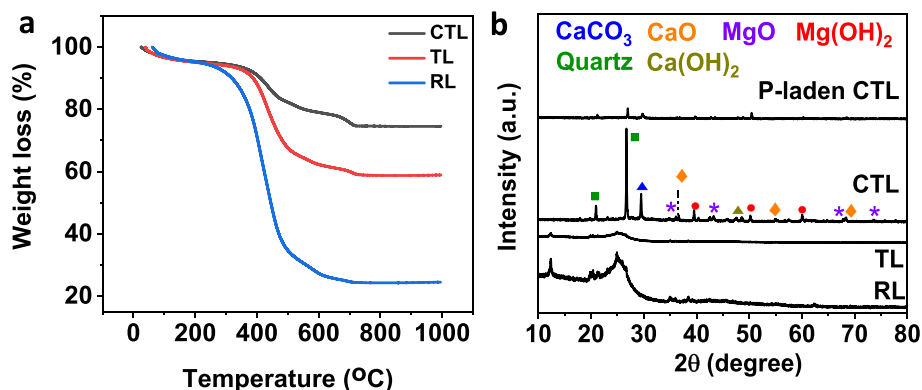 a
Weight loss (%)
100
80
60
40
20
0
200
400
600
800
1000
Temperature (ºC)
CTL
TL
RL
b
Intensity (a.u.)
CaCO₃ CaO MgO Mg(OH)₂
Quartz Ca(OH)₂
P-laden CTL
CTL
TL
RL
10
20
30
40
50
60
70
80
2θ (degree)